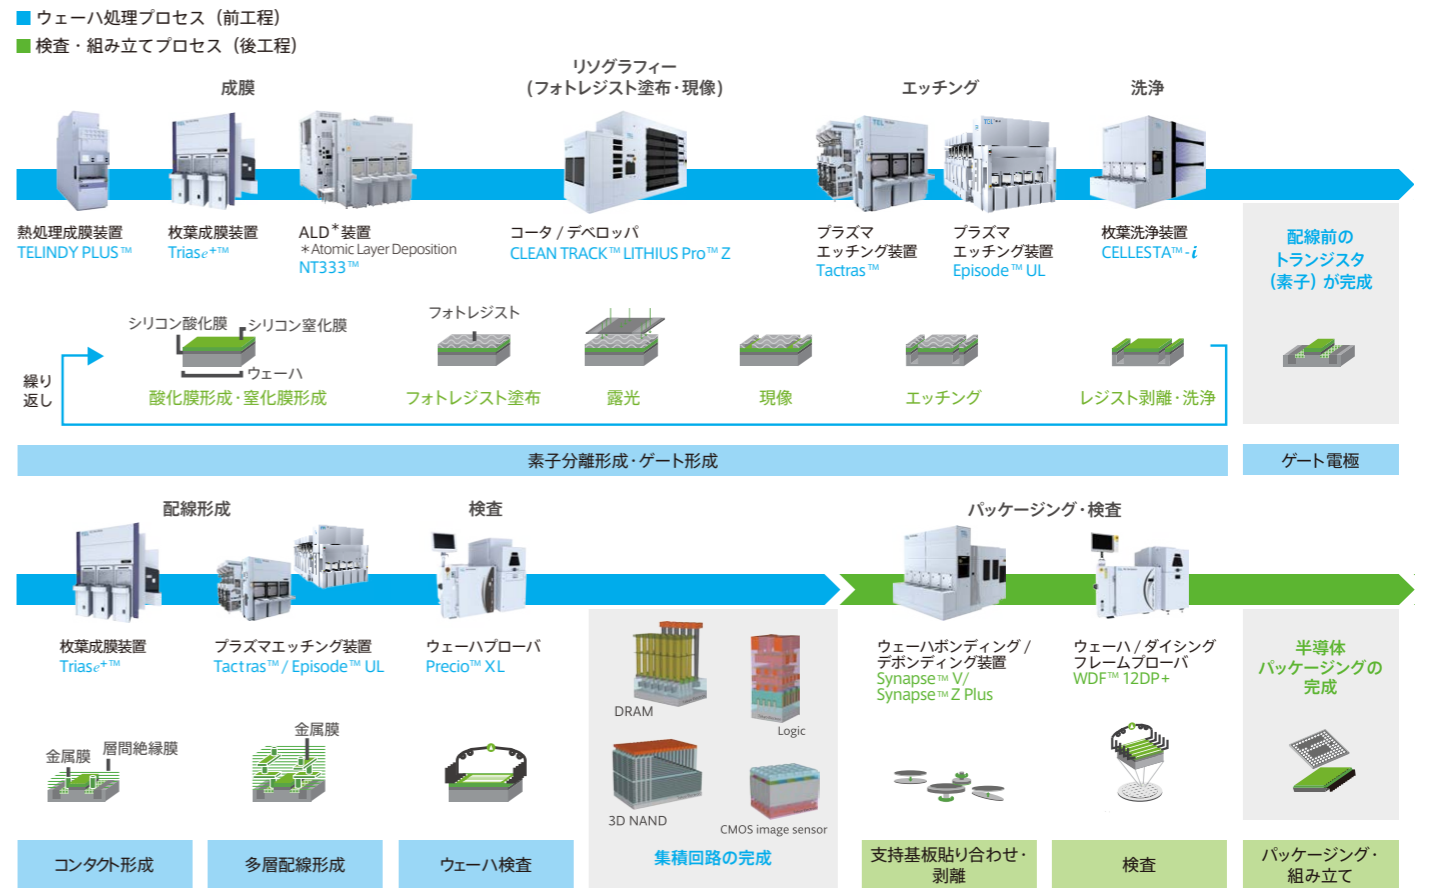 ウェーハ処理プロセス（前工程）
検査・組み立てプロセス（後工程）
成膜
リソグラフィー
（フォトレジスト塗布・現像）
エッチング
洗浄
熱処理成膜装置
TELINDY PLUS™
枚葉成膜装置
Triase+™
ALD＊装置
＊Atomic Layer Deposition
NT333™
コータ / デベロッパ
CLEAN TRACK™ LITHIUS Pro™ Z
プラズマ
エッチング装置
Tactras™
プラズマ
エッチング装置
Episode™ UL
枚葉洗浄装置
CELLESTA™-i
配線前の
トランジスタ
（素子）が完成
シリコン酸化膜
シリコン窒化膜
ウェーハ
フォトレジスト
繰り
返し
酸化膜形成・窒化膜形成
フォトレジスト塗布
露光
現像
エッチング
レジスト剥離・洗浄
素子分離形成・ゲート形成
ゲート電極
配線形成
検査
パッケージング・検査
枚葉成膜装置
Triase+™
プラズマエッチング装置
Tactras™ / Episode™ UL
ウェーハプローバ
Precio™ XL
DRAM
Logic
3D NAND
CMOS image sensor
集積回路の完成
ウェーハボンディング /
デボンディング装置
Synapse™ V/
Synapse™ Z Plus
ウェーハ / ダイシング
フレームプローバ
WDF™ 12DP+
半導体
パッケージングの
完成
金属膜
層間絶縁膜
金属膜
コンタクト形成
多層配線形成
ウェーハ検査
支持基板貼り合わせ・
剥離
検査
パッケージング・
組み立て